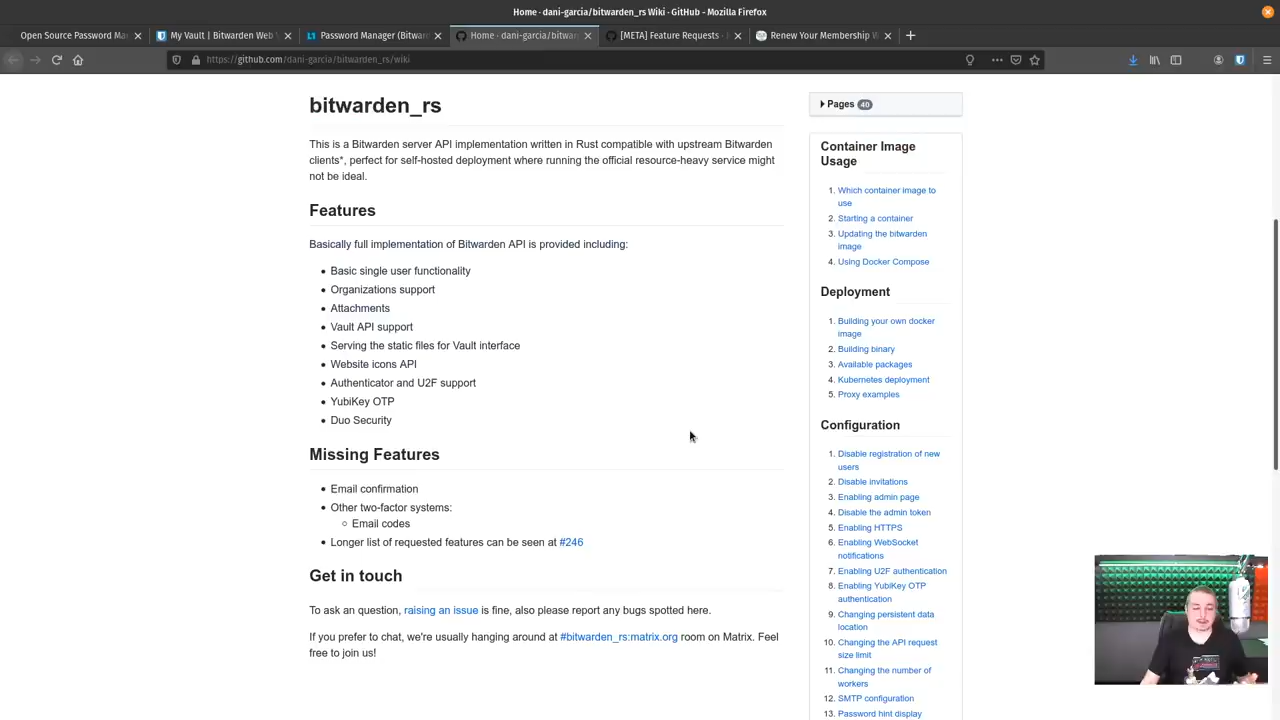 Home · dani-garcia/bitwarden_rs Wiki · GitHub - Mozilla Firefox
Open Source Password Ma
My Vault | Bitwarden Web V
Password Manager (Bitwar
Home · dani-garcia/bitwar
[META] Feature Requests ·
Renew Your Membership W
https://github.com/dani-garcia/bitwarden_rs/wiki
bitwarden_rs
This is a Bitwarden server API implementation written in Rust compatible with upstream Bitwarden
clients*, perfect for self-hosted deployment where running the official resource-heavy service might
not be ideal.
Features
Basically full implementation of Bitwarden API is provided including:
Basic single user functionality
Organizations support
Attachments
Vault API support
Serving the static files for Vault interface
Website icons API
Authenticator and U2F support
YubiKey OTP
Duo Security
Missing Features
Email confirmation
Other two-factor systems:
Email codes
Longer list of requested features can be seen at #246
Get in touch
To ask an question, raising an issue is fine, also please report any bugs spotted here.
If you prefer to chat, we're usually hanging around at #bitwarden_rs:matrix.org room on Matrix. Feel
free to join us!
Pages 40
Container Image
Usage
1. Which container image to
use
2. Starting a container
3. Updating the bitwarden
image
4. Using Docker Compose
Deployment
1. Building your own docker
image
2. Building binary
3. Available packages
4. Kubernetes deployment
5. Proxy examples
Configuration
1. Disable registration of new
users
2. Disable invitations
3. Enabling admin page
4. Disable the admin token
5. Enabling HTTPS
6. Enabling WebSocket
notifications
7. Enabling U2F authentication
8. Enabling YubiKey OTP
authentication
9. Changing persistent data
location
10. Changing the API request
size limit
11. Changing the number of
workers
12. SMTP configuration
13. Password hint display